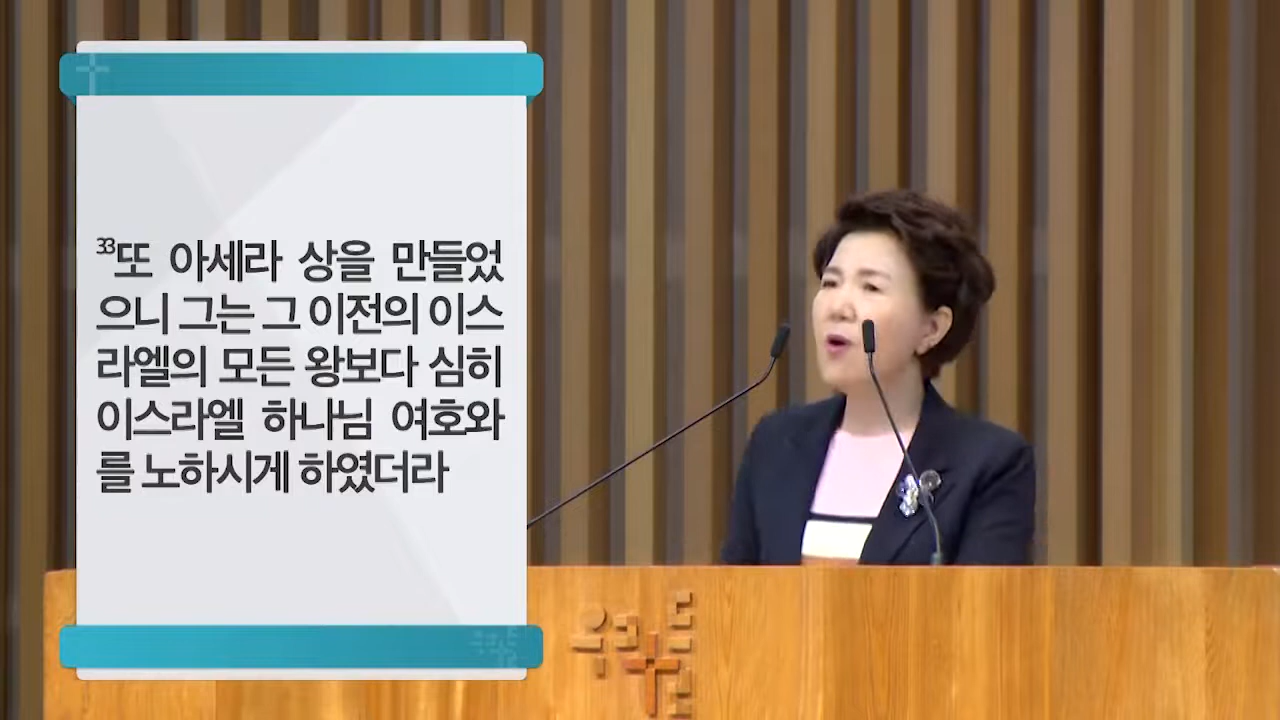 33또 아세라 상을 만들었
으니 그는 그 이전의 이스
라엘의 모든 왕보다 심히
이스라엘 하나님 여호와
를 노하시게 하였더라